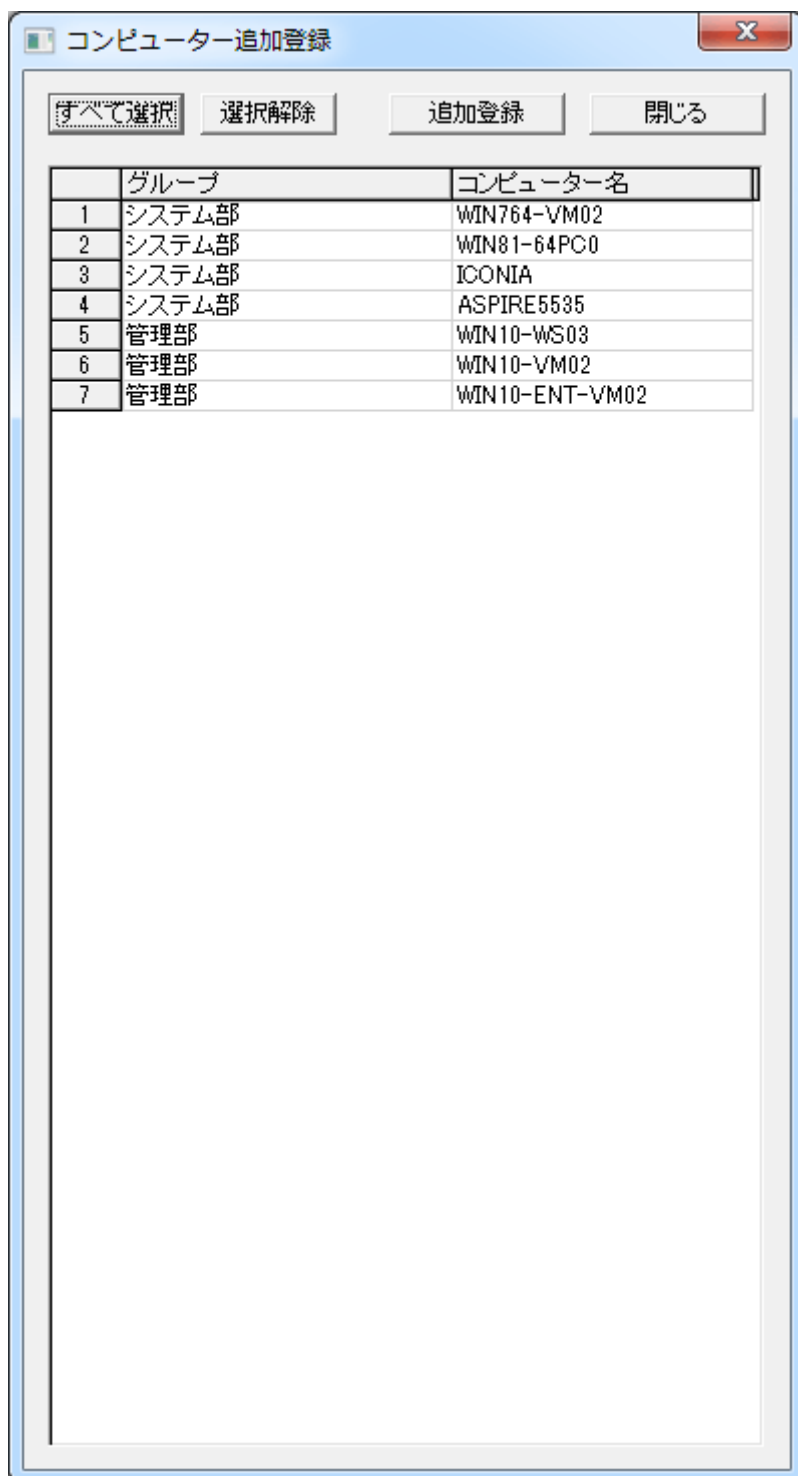 コンピューター追加登録
すべて選択 選択解除 追加登録 閉じる
グループ コンピューター名
1 システム部 WIN764-VM02
2 システム部 WIN81-64PC0
3 システム部 ICONIA
4 システム部 ASPIRE5535
5 管理部 WIN10-WS03
6 管理部 WIN10-VM02
7 管理部 WIN10-ENT-VM02